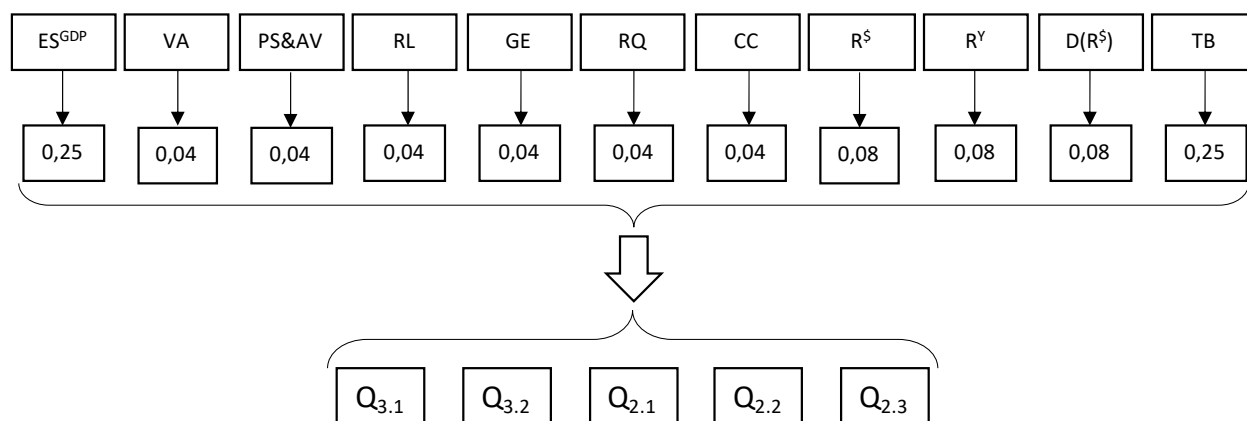 ES^GDP VA PS&AV RL GE RQ CC R^$ R^Y D(R^$) TB
0,25 0,04 0,04 0,04 0,04 0,04 0,04 0,08 0,08 0,08 0,25
Q3.1 Q3.2 Q2.1 Q2.2 Q2.3